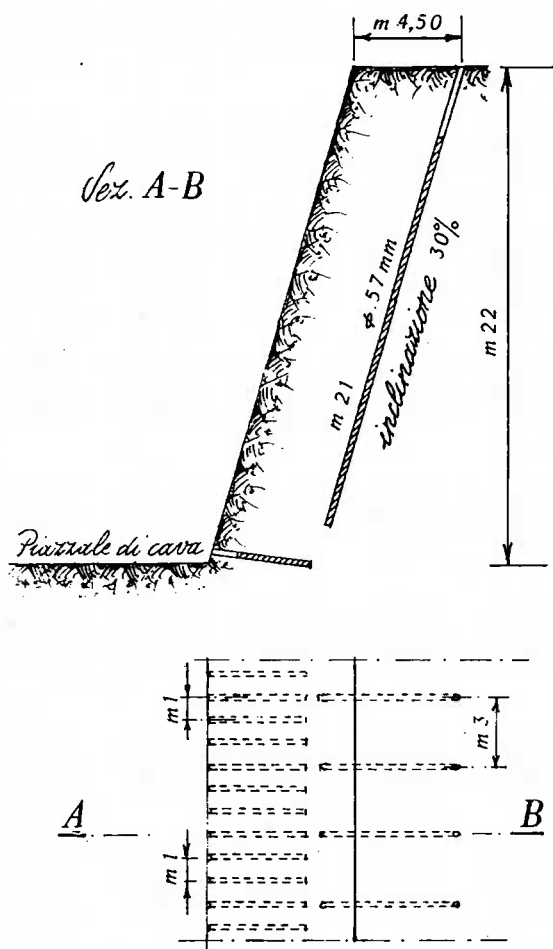 m 4,50
Sez. A-B
ϕ 57 mm
inclinazione 30%
m 21
m 22
Piazzale di cava
m 1
m 3
A
B
m 1